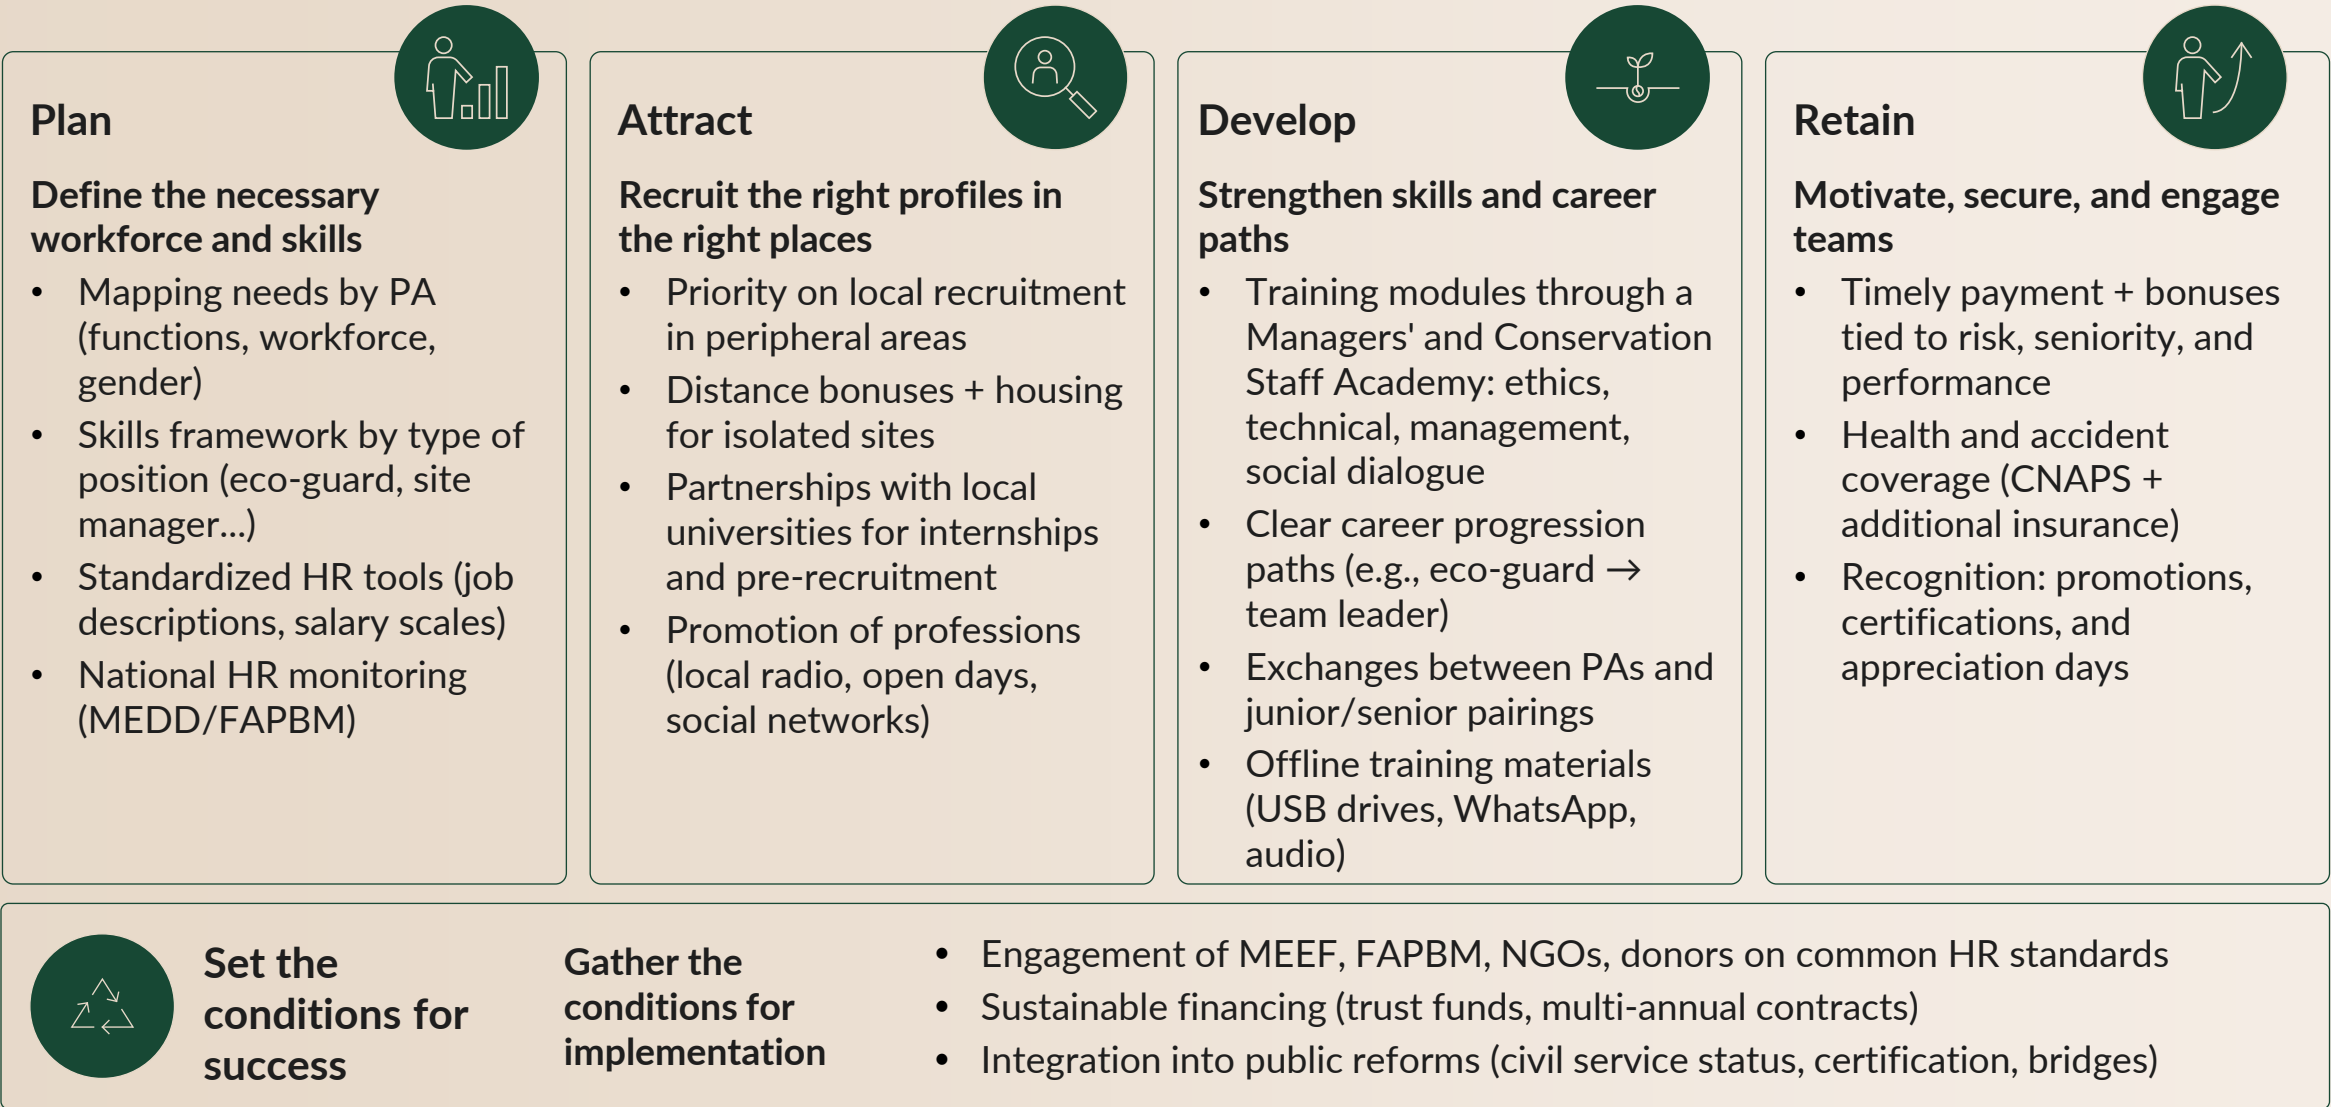 Plan
Define the necessary
workforce and skills
• Mapping needs by PA
(functions, workforce,
gender)
• Skills framework by type of
position (eco-guard, site
manager...)
• Standardized HR tools (job
descriptions, salary scales)
• National HR monitoring
(MEDD/FAPBM)
Attract
Recruit the right profiles in
the right places
• Priority on local recruitment
in peripheral areas
• Distance bonuses + housing
for isolated sites
• Partnerships with local
universities for internships
and pre-recruitment
• Promotion of professions
(local radio, open days,
social networks)
Develop
Strengthen skills and career
paths
• Training modules through a
Managers' and Conservation
Staff Academy: ethics,
technical, management,
social dialogue
• Clear career progression
paths (e.g., eco-guard →
team leader)
• Exchanges between PAs and
junior/senior pairings
• Offline training materials
(USB drives, WhatsApp,
audio)
Retain
Motivate, secure, and engage
teams
• Timely payment + bonuses
tied to risk, seniority, and
performance
• Health and accident
coverage (CNAPS +
additional insurance)
• Recognition: promotions,
certifications, and
appreciation days
Set the
conditions for
success
Gather the
conditions for
implementation
• Engagement of MEEF, FAPBM, NGOs, donors on common HR standards
• Sustainable financing (trust funds, multi-annual contracts)
• Integration into public reforms (civil service status, certification, bridges)